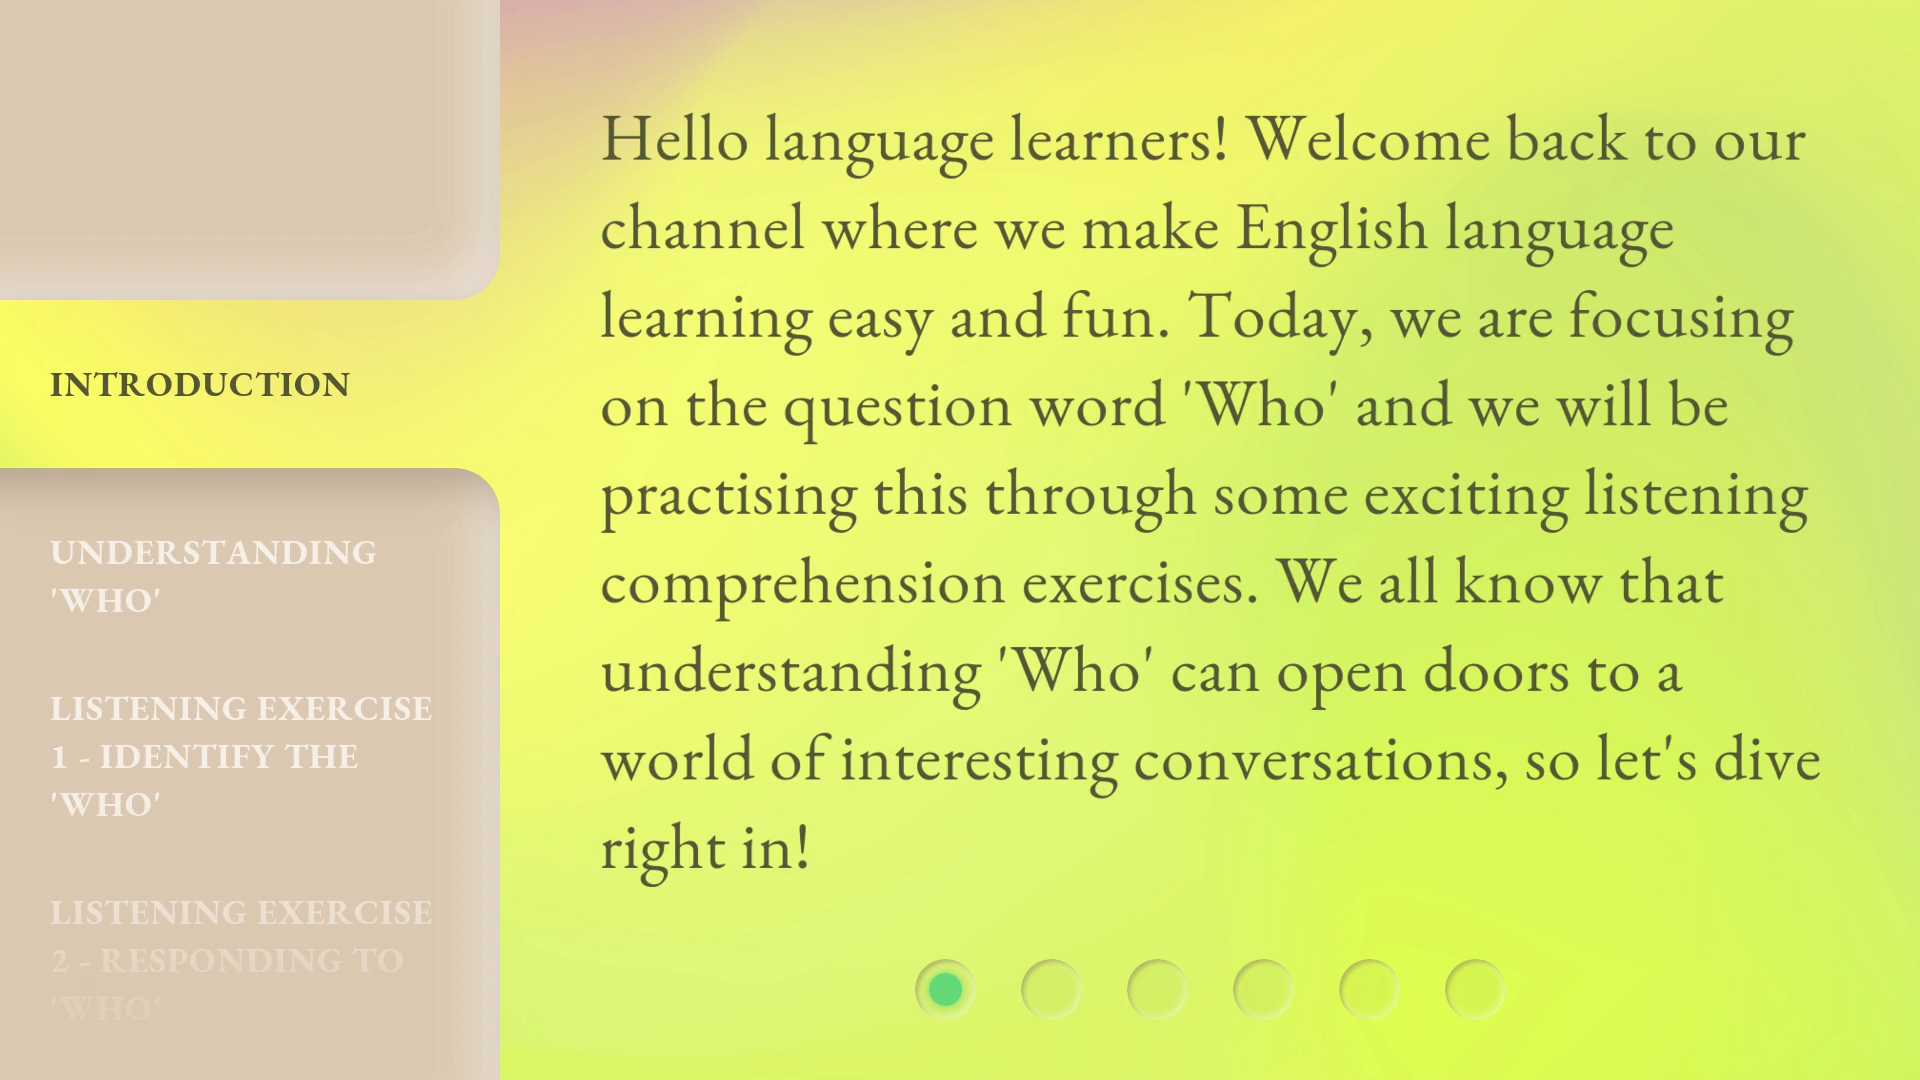 INTRODUCTION
UNDERSTANDING
'WHO'
LISTENING EXERCISE
1 - IDENTIFY THE
'WHO'
LISTENING EXERCISE
2 - RESPONDING TO
'WHO'
Hello language learners! Welcome back to our
channel where we make English language
learning easy and fun. Today, we are focusing
on the question word 'Who' and we will be
practising this through some exciting listening
comprehension exercises. We all know that
understanding 'Who' can open doors to a
world of interesting conversations, so let's dive
right in!